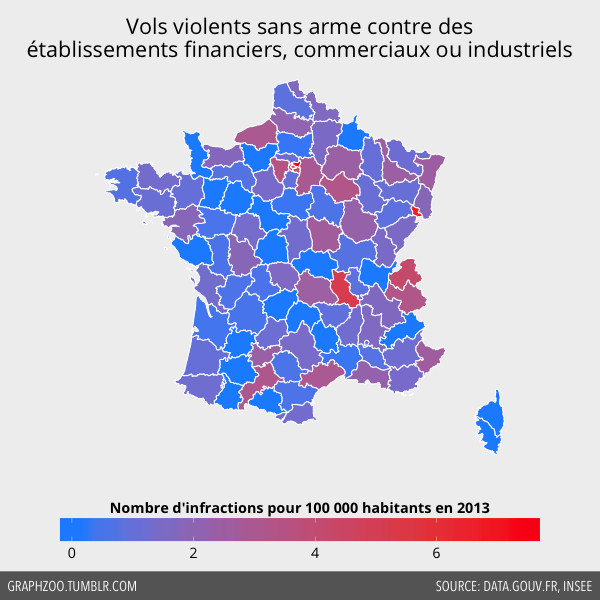 Vols violents sans arme contre des
établissements financiers, commerciaux ou industriels
Nombre d'infractions pour 100 000 habitants en 2013
0 2 4 6
GRAPHZOO.TUMBLR.COM SOURCE: DATA.GOUV.FR, INSEE